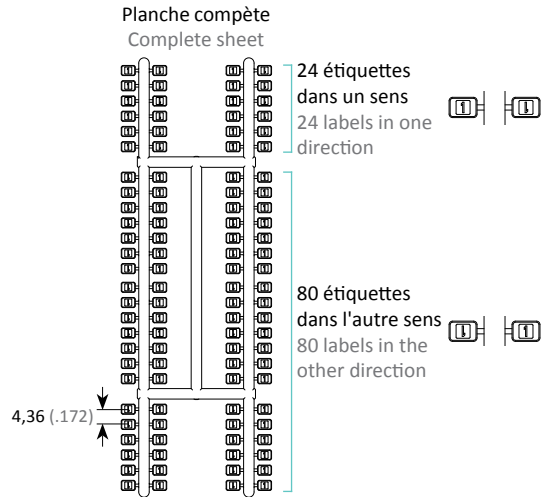 Planche compète
Complete sheet
24 étiquettes
dans un sens
24 labels in one
direction
80 étiquettes
dans l'autre sens
80 labels in the
other direction
4,36 (.172)